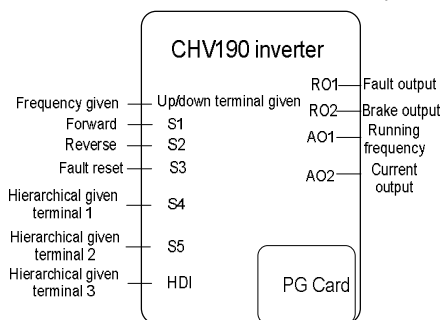 CHV190 inverter
Frequency given
Up/down terminal given
Forward
S1
Reverse
S2
Fault reset
S3
Hierarchical given
terminal 1
S4
Hierarchical given
terminal 2
S5
Hierarchical given
terminal 3
HDI
RO1
Fault output
RO2
Brake output
AO1
Running
frequency
AO2
Current
output
PG Card